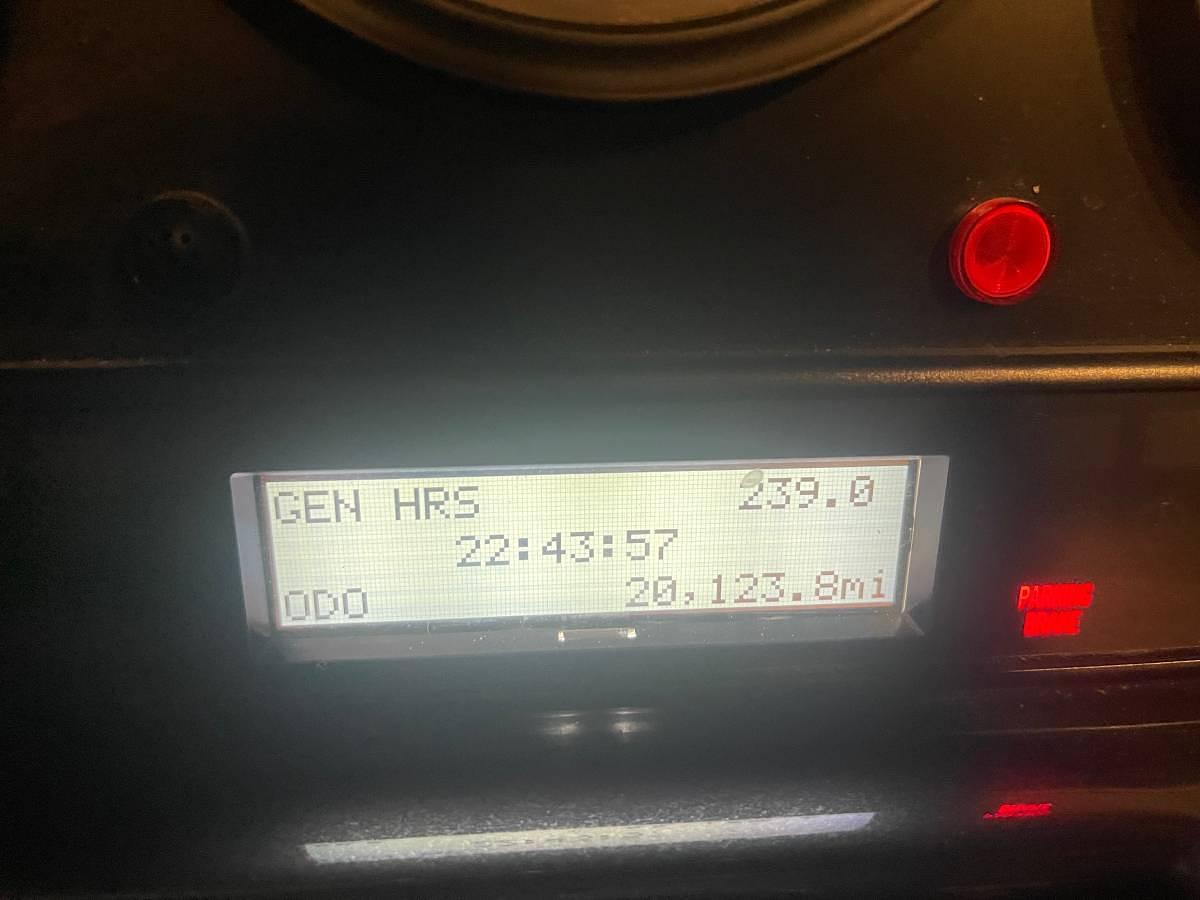 GEN HRS 239.0
22:43:57
ODO 20,123.8mi
PARKING
BRAKE